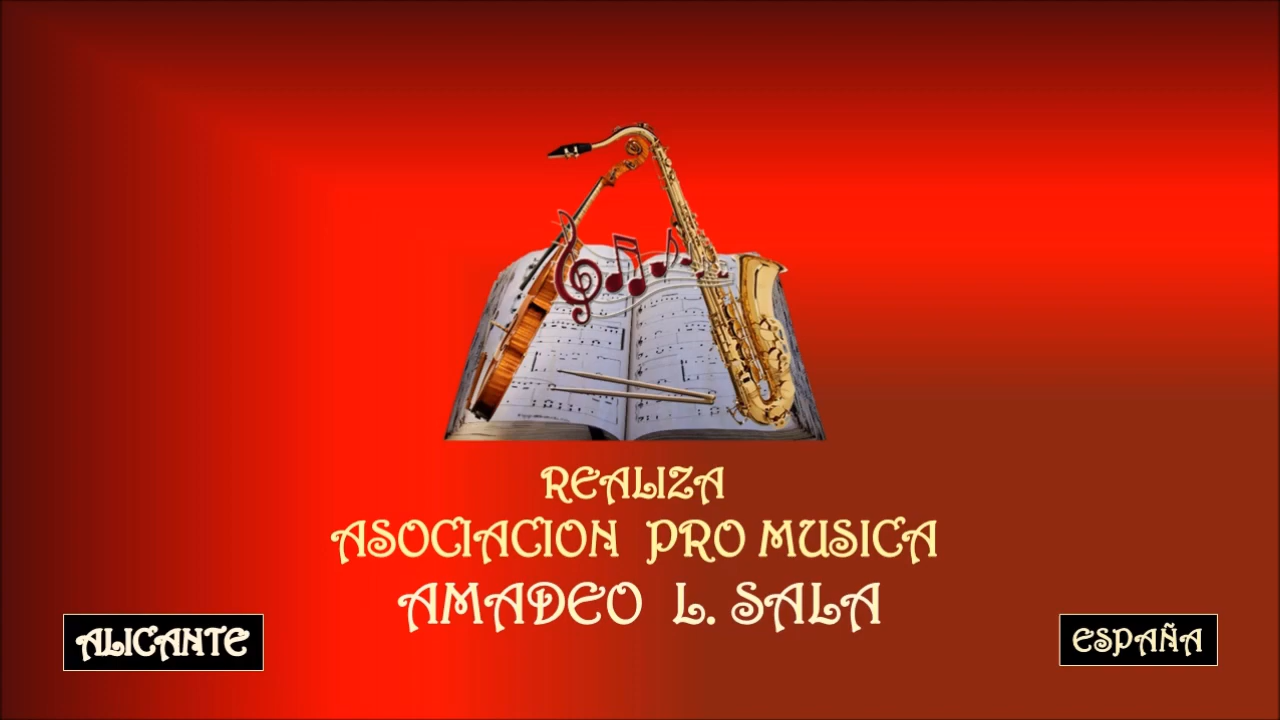 REALIZA
ASOCIACION PRO MUSICA
AMADEO L. SALA
ALICANTE
ESPAÑA